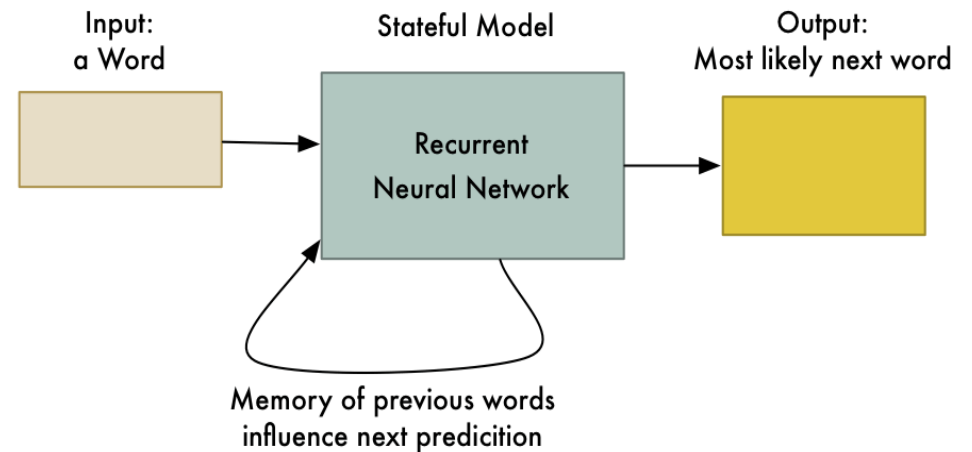 Input:
a Word
Stateful Model
Output:
Most likely next word
Recurrent
Neural Network
Memory of previous words
influence next predicition